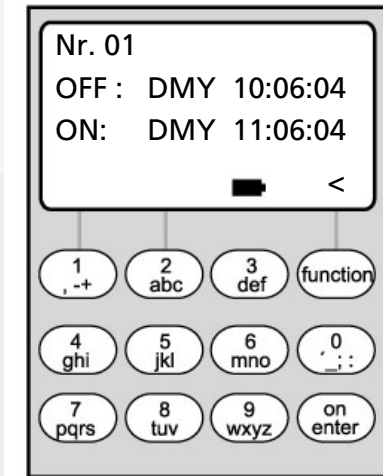 Nr. 01
OFF : DMY 10:06:04
ON: DMY 11:06:04
<
1 2 3 function
, -+ abc def
4 5 6 0
ghi jkl mno ´_; :
7 8 9 on
pqrs tuv wxyz enter